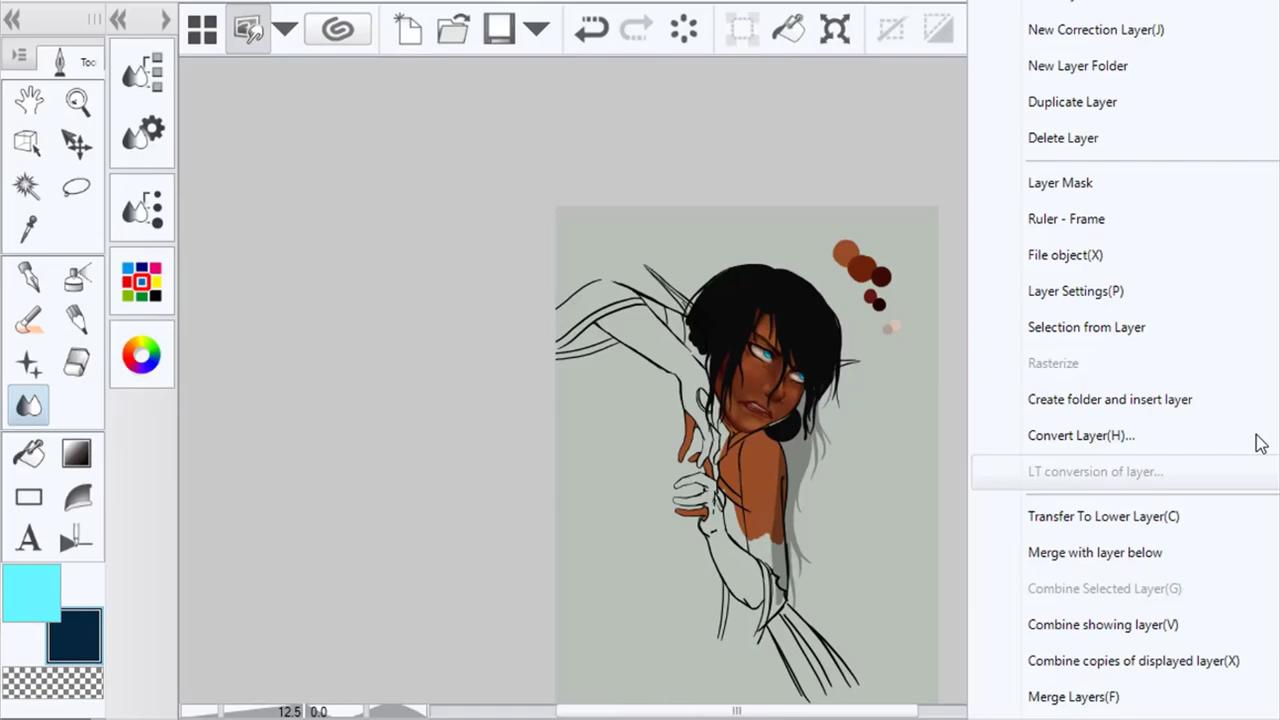 Too
New Correction Layer(J)
New Layer Folder
Duplicate Layer
Delete Layer
Layer Mask
Ruler - Frame
File object(X)
Layer Settings(P)
Selection from Layer
Rasterize
Create folder and insert layer
Convert Layer(H)...
LT conversion of layer...
Transfer To Lower Layer(C)
Merge with layer below
Combine Selected Layer(G)
Combine showing layer(V)
Combine copies of displayed layer(X)
Merge Layers(F)
A
12.5 0.0